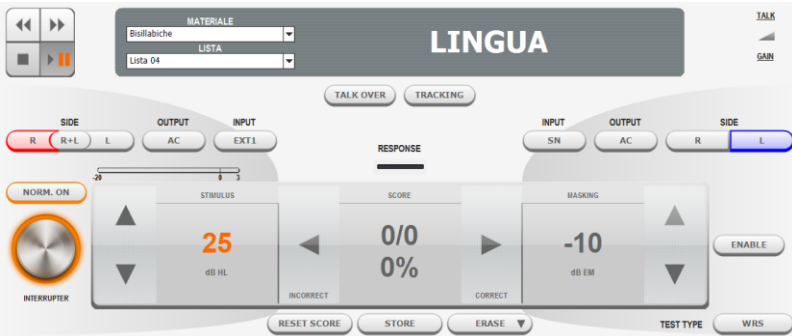 MATERIALE
Bisillabiche
LISTA
Lista 04
LINGUA
TALK
GAIN
TALK OVER TRACKING
SIDE OUTPUT INPUT
R R+L L AC EXT1
RESPONSE
INPUT OUTPUT SIDE
SN AC R L
-20 0 3
NORM. ON
STIMULUS SCORE MASKING
25 0/0 -10
0%
dB HL dB EM
INCORRECT CORRECT
ENABLE
INTERRUPTER
RESET SCORE STORE ERASE
TEST TYPE WRS